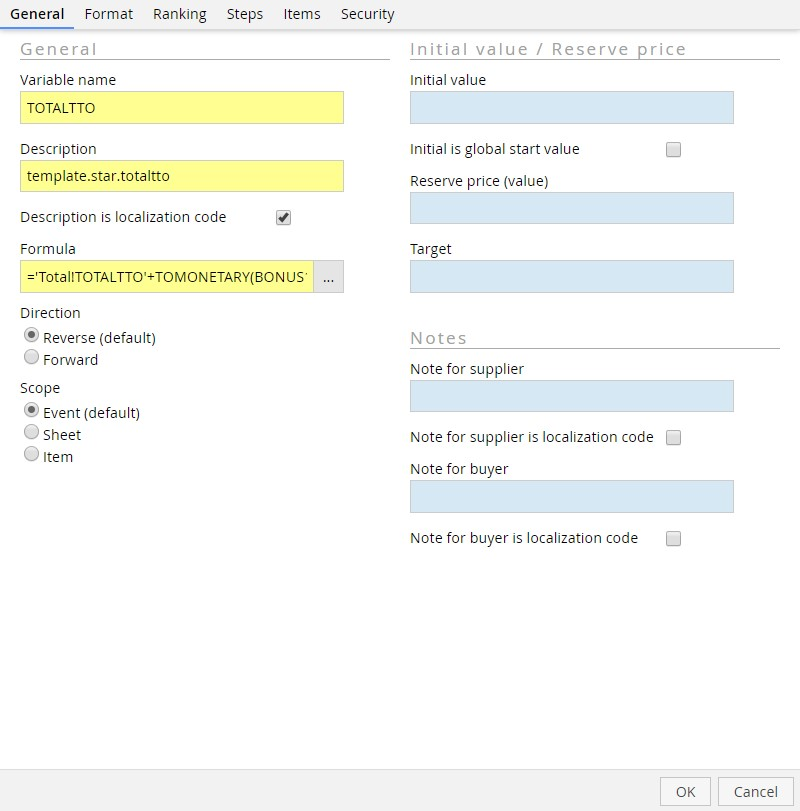 General Format Ranking Steps Items Security
General
Variable name
TOTALTTO
Description
template.star.totaltto
Description is localization code
Formula
='Total!TOTALTTO'+TOMONETARY(BONUS
...
Direction
Reverse (default)
Forward
Scope
Event (default)
Sheet
Item
Initial value / Reserve price
Initial value
Initial is global start value
Reserve price (value)
Target
Notes
Note for supplier
Note for supplier is localization code
Note for buyer
Note for buyer is localization code
OK Cancel